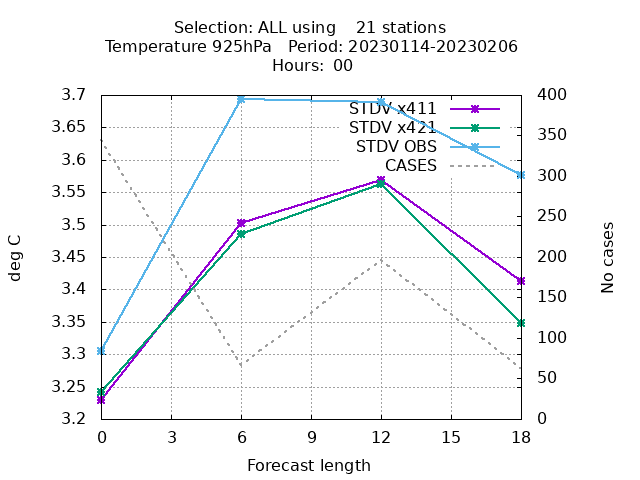 Selection: ALL using    21 stations
Temperature 925hPa   Period: 20230114-20230206
Hours:  00
3.7
3.65
3.6
3.55
3.5
3.45
3.4
3.35
3.3
3.25
3.2
deg C
STDV x411
STDV x421
STDV OBS
CASES
400
350
300
250
200
150
100
50
0
No cases
0 3 6 9 12 15 18
Forecast length